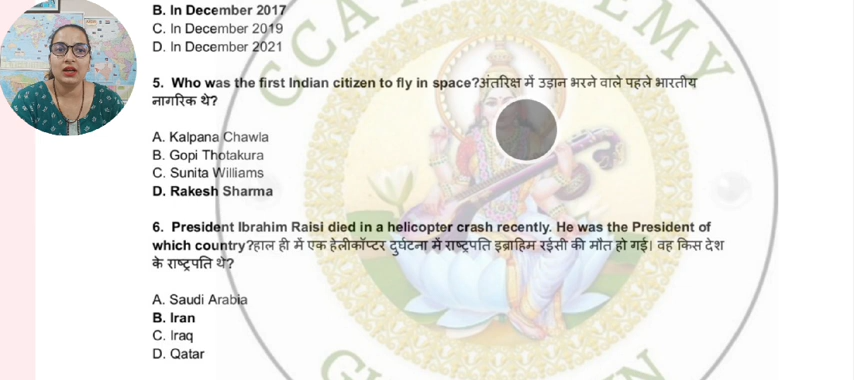 B. In December 2017
C. In December 2019
D. In December 2021
5. Who was the first Indian citizen to fly in space?अंतरिक्ष में उड़ान भरने वाले पहले भारतीय
नागरिक थे?
A. Kalpana Chawla
B. Gopi Thotakura
C. Sunita Williams
D. Rakesh Sharma
6. President Ibrahim Raisi died in a helicopter crash recently. He was the President of
which country?हाल ही में एक हेलीकॉप्टर दुर्घटना में राष्ट्रपति इब्राहिम रईसी की मौत हो गई। वह किस देश
के राष्ट्रपति थे?
A. Saudi Arabia
B. Iran
C. Iraq
D. Qatar